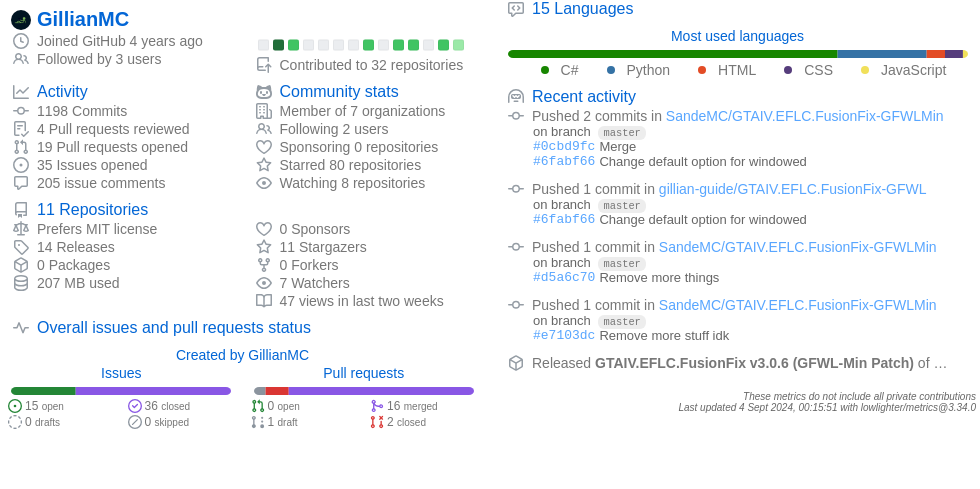 GillianMC
Joined GitHub 4 years ago
Followed by 3 users
Contributed to 32 repositories
Activity
1198 Commits
4 Pull requests reviewed
19 Pull requests opened
35 Issues opened
205 issue comments
Community stats
Member of 7 organizations
Following 2 users
Sponsoring 0 repositories
Starred 80 repositories
Watching 8 repositories
11 Repositories
Prefers MIT license
14 Releases
0 Packages
207 MB used
0 Sponsors
11 Stargazers
0 Forkers
7 Watchers
47 views in last two weeks
Overall issues and pull requests status
Created by GillianMC
Issues
15 open
36 closed
0 drafts
0 skipped
Pull requests
0 open
16 merged
1 draft
2 closed
15 Languages
Most used languages
C# Python HTML CSS JavaScript
Recent activity
Pushed 2 commits in SandeMC/GTAIV.EFLC.FusionFix-GFWLMin
on branch master
#0cbd9fc Merge
#6fabf66 Change default option for windowed
Pushed 1 commit in gillian-guide/GTAIV.EFLC.FusionFix-GFWL
on branch master
#6fabf66 Change default option for windowed
Pushed 1 commit in SandeMC/GTAIV.EFLC.FusionFix-GFWLMin
on branch master
#d5a6c70 Remove more things
Pushed 1 commit in SandeMC/GTAIV.EFLC.FusionFix-GFWLMin
on branch master
#e7103dc Remove more stuff idk
Released GTAIV.EFLC.FusionFix v3.0.6 (GFWL-Min Patch) of …
These metrics do not include all private contributions
Last updated 4 Sept 2024, 00:15:51 with lowlighter/metrics@3.34.0